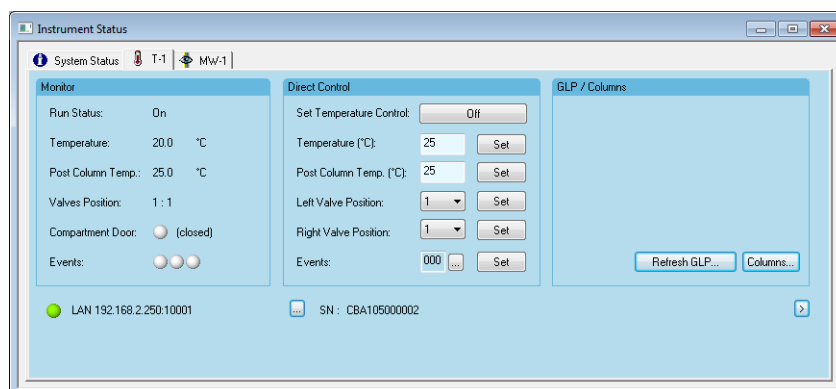 Instrument Status
System Status T-1 MW-1
Monitor Direct Control GLP / Columns
Run Status: On Set Temperature Control: Off
Temperature: 20.0 °C Temperature (°C): 25 Set
Post Column Temp.: 25.0 °C Post Column Temp. (°C): 25 Set
Valves Position: 1 : 1 Left Valve Position: 1 Set
Compartment Door: (closed) Right Valve Position: 1 Set
Events: Events: 000 ... Set Refresh GLP... Columns...
LAN 192.168.2.250:10001 ... SN : CBA105000002 >